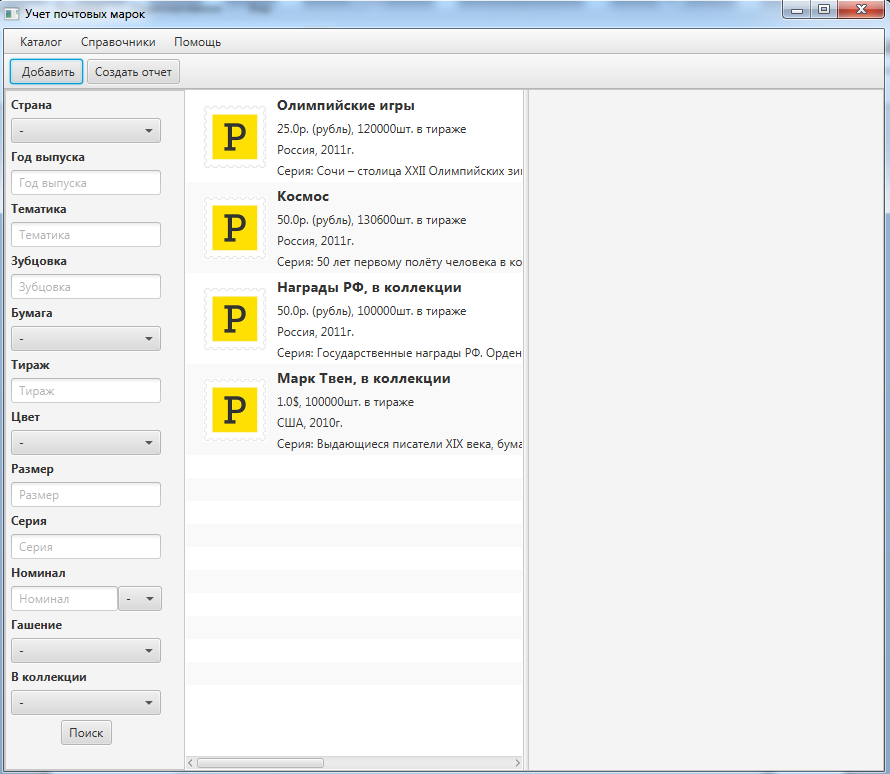 Учет почтовых марок
Каталог Справочники Помощь
Добавить Создать отчет
Страна
-
Год выпуска
Год выпуска
Тематика
Тематика
Зубцовка
Зубцовка
Бумага
-
Тираж
Тираж
Цвет
-
Размер
Размер
Серия
Серия
Номинал
Номинал -
Гашение
-
В коллекции
-
Поиск
Р
Олимпийские игры
25.0р. (рубль), 120000шт. в тираже
Россия, 2011г.
Серия: Сочи – столица XXII Олимпийских зи
Р
Космос
50.0р. (рубль), 130600шт. в тираже
Россия, 2011г.
Серия: 50 лет первому полёту человека в ко
Р
Награды РФ, в коллекции
50.0р. (рубль), 100000шт. в тираже
Россия, 2011г.
Серия: Государственные награды РФ. Орден
Р
Марк Твен, в коллекции
1.0$, 100000шт. в тираже
США, 2010г.
Серия: Выдающиеся писатели XIX века, бума